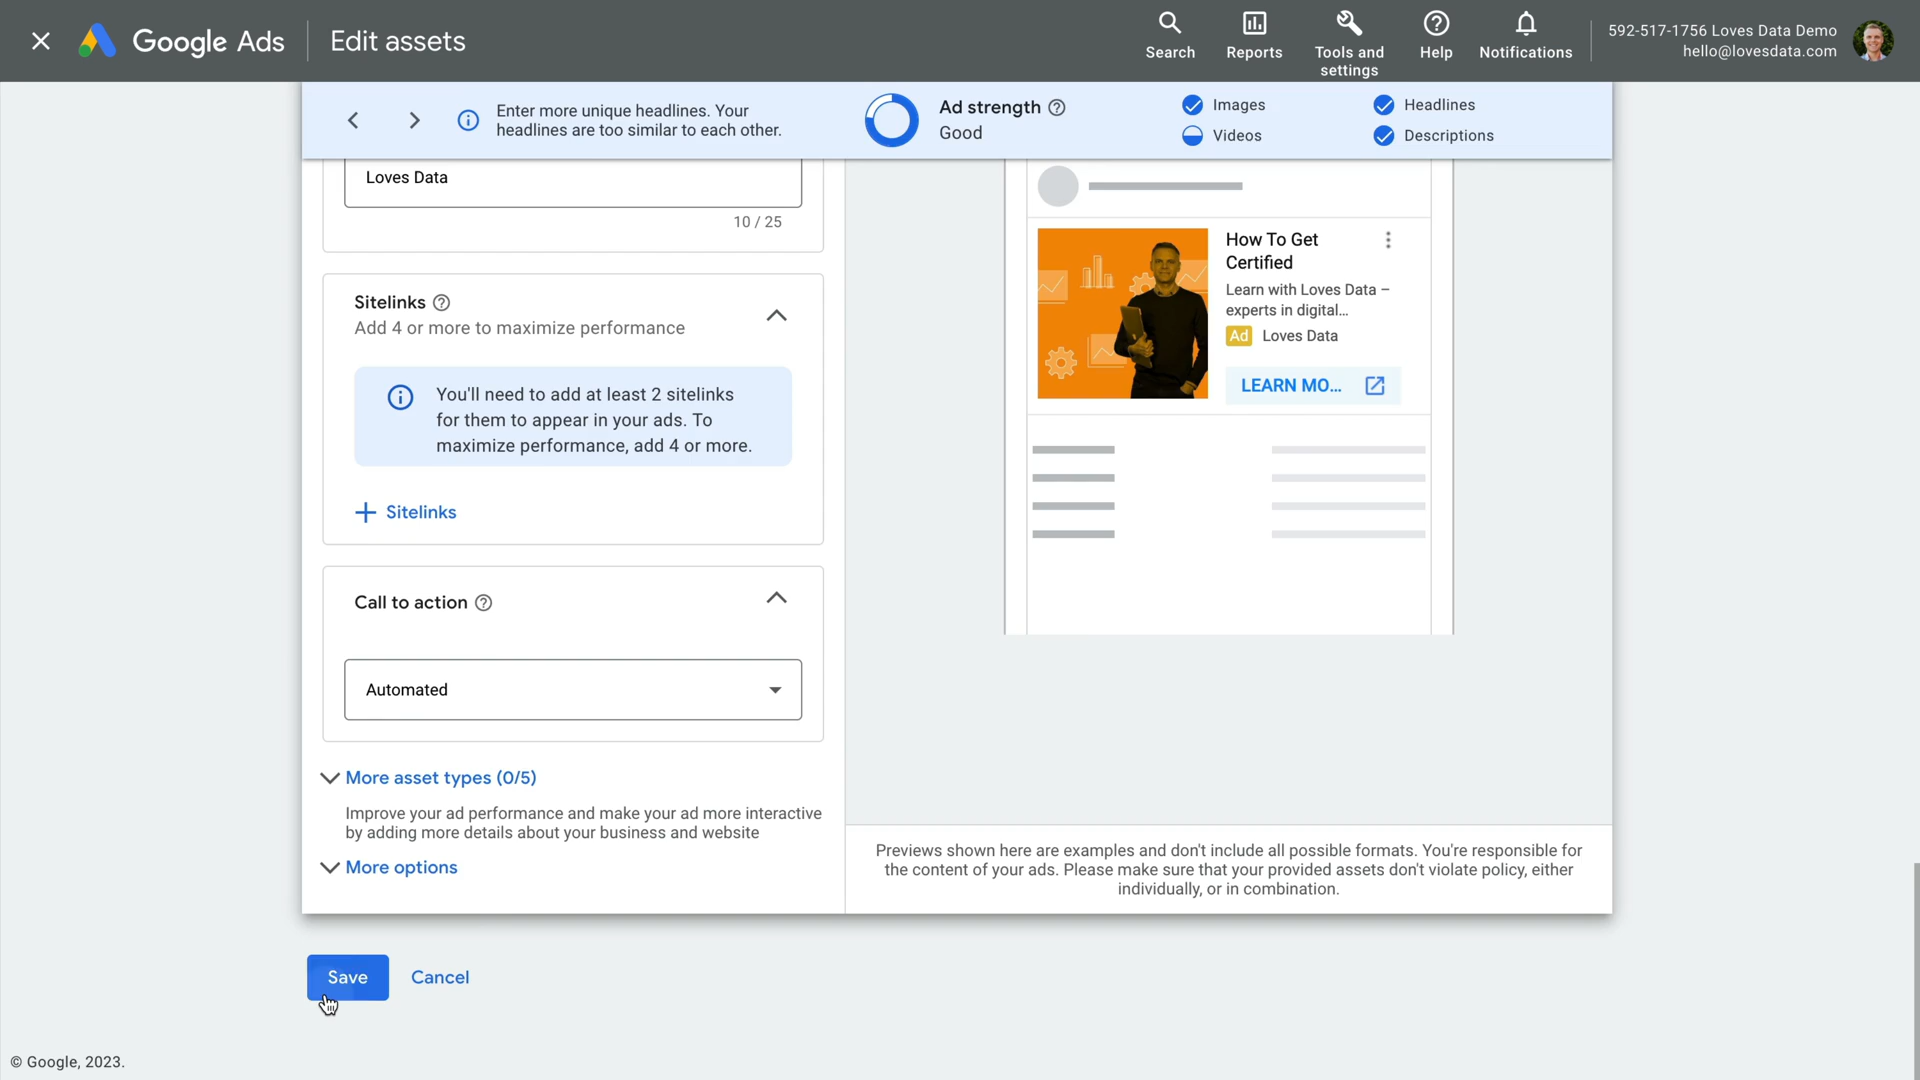 Google Ads
Edit assets
Search
Reports
Tools and
settings
Help
Notifications
592-517-1756 Loves Data Demo
hello@lovesdata.com
Enter more unique headlines. Your
headlines are too similar to each other.
Ad strength
Good
Images
Videos
Headlines
Descriptions
Loves Data
10 / 25
Sitelinks
Add 4 or more to maximize performance
You'll need to add at least 2 sitelinks
for them to appear in your ads. To
maximize performance, add 4 or more.
Sitelinks
Call to action
Automated
More asset types (0/5)
Improve your ad performance and make your ad more interactive
by adding more details about your business and website
More options
How To Get
Certified
Learn with Loves Data –
experts in digital...
Ad Loves Data
LEARN MO...
Previews shown here are examples and don't include all possible formats. You're responsible for
the content of your ads. Please make sure that your provided assets don't violate policy, either
individually, or in combination.
Save
Cancel
© Google, 2023.